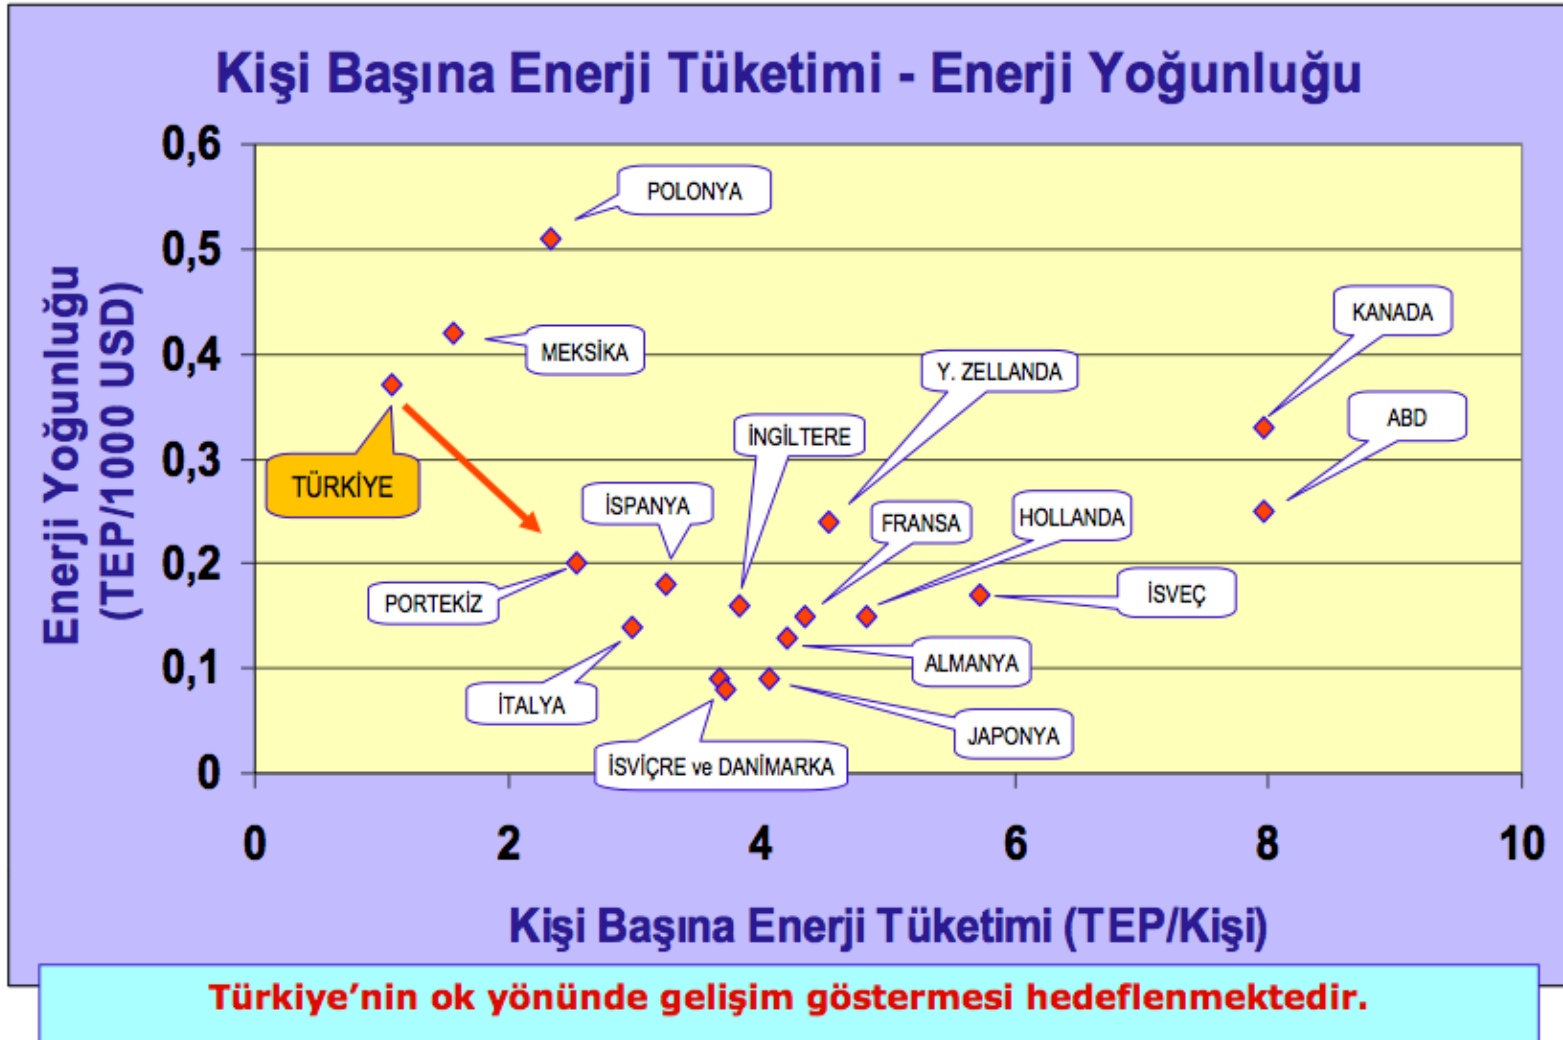 Kişi Başına Enerji Tüketimi - Enerji Yoğunluğu
Enerji Yoğunluğu
(TEP/1000 USD)
0,6
0,5
0,4
0,3
0,2
0,1
0
POLONYA
MEKSİKA
TÜRKİYE
PORTEKİZ
İSPANYA
İTALYA
İNGİLTERE
İSVİÇRE ve DANİMARKA
Y. ZELLANDA
FRANSA
HOLLANDA
ALMANYA
JAPONYA
İSVEÇ
KANADA
ABD
0 2 4 6 8 10
Kişi Başına Enerji Tüketimi (TEP/Kişi)
Türkiye’nin ok yönünde gelişim göstermesi hedeflenmektedir.